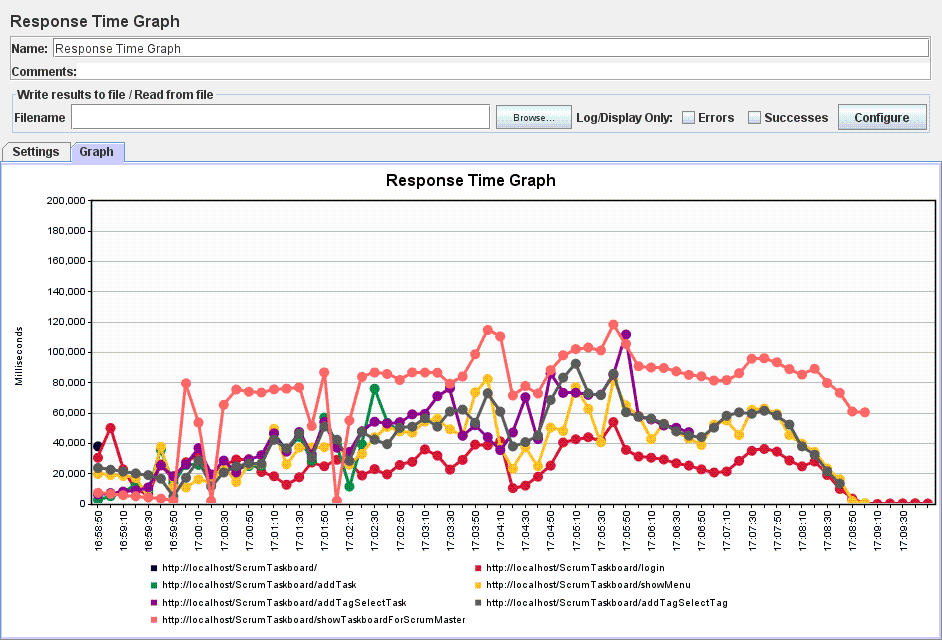 Response Time Graph
Name: Response Time Graph
Comments:
Write results to file / Read from file
Filename Browse... Log/Display Only: Errors Successes Configure
Settings Graph
Response Time Graph
200,000
180,000
160,000
140,000
120,000
100,000
80,000
60,000
40,000
20,000
0
Milliseconds
16:58:50 16:59:10 16:59:30 16:59:50 17:00:10 17:00:30 17:00:50 17:01:10 17:01:30 17:01:50 17:02:10 17:02:30 17:02:50 17:03:10 17:03:30 17:03:50 17:04:10 17:04:30 17:04:50 17:05:10 17:05:30 17:05:50 17:06:10 17:06:30 17:06:50 17:07:10 17:07:30 17:07:50 17:08:10 17:08:30 17:08:50 17:09:10 17:09:30
http://localhost/ScrumTaskboard/ http://localhost/ScrumTaskboard/login
http://localhost/ScrumTaskboard/addTask http://localhost/ScrumTaskboard/showMenu
http://localhost/ScrumTaskboard/addTagSelectTask http://localhost/ScrumTaskboard/addTagSelectTag
http://localhost/ScrumTaskboard/showTaskboardForScrumMaster